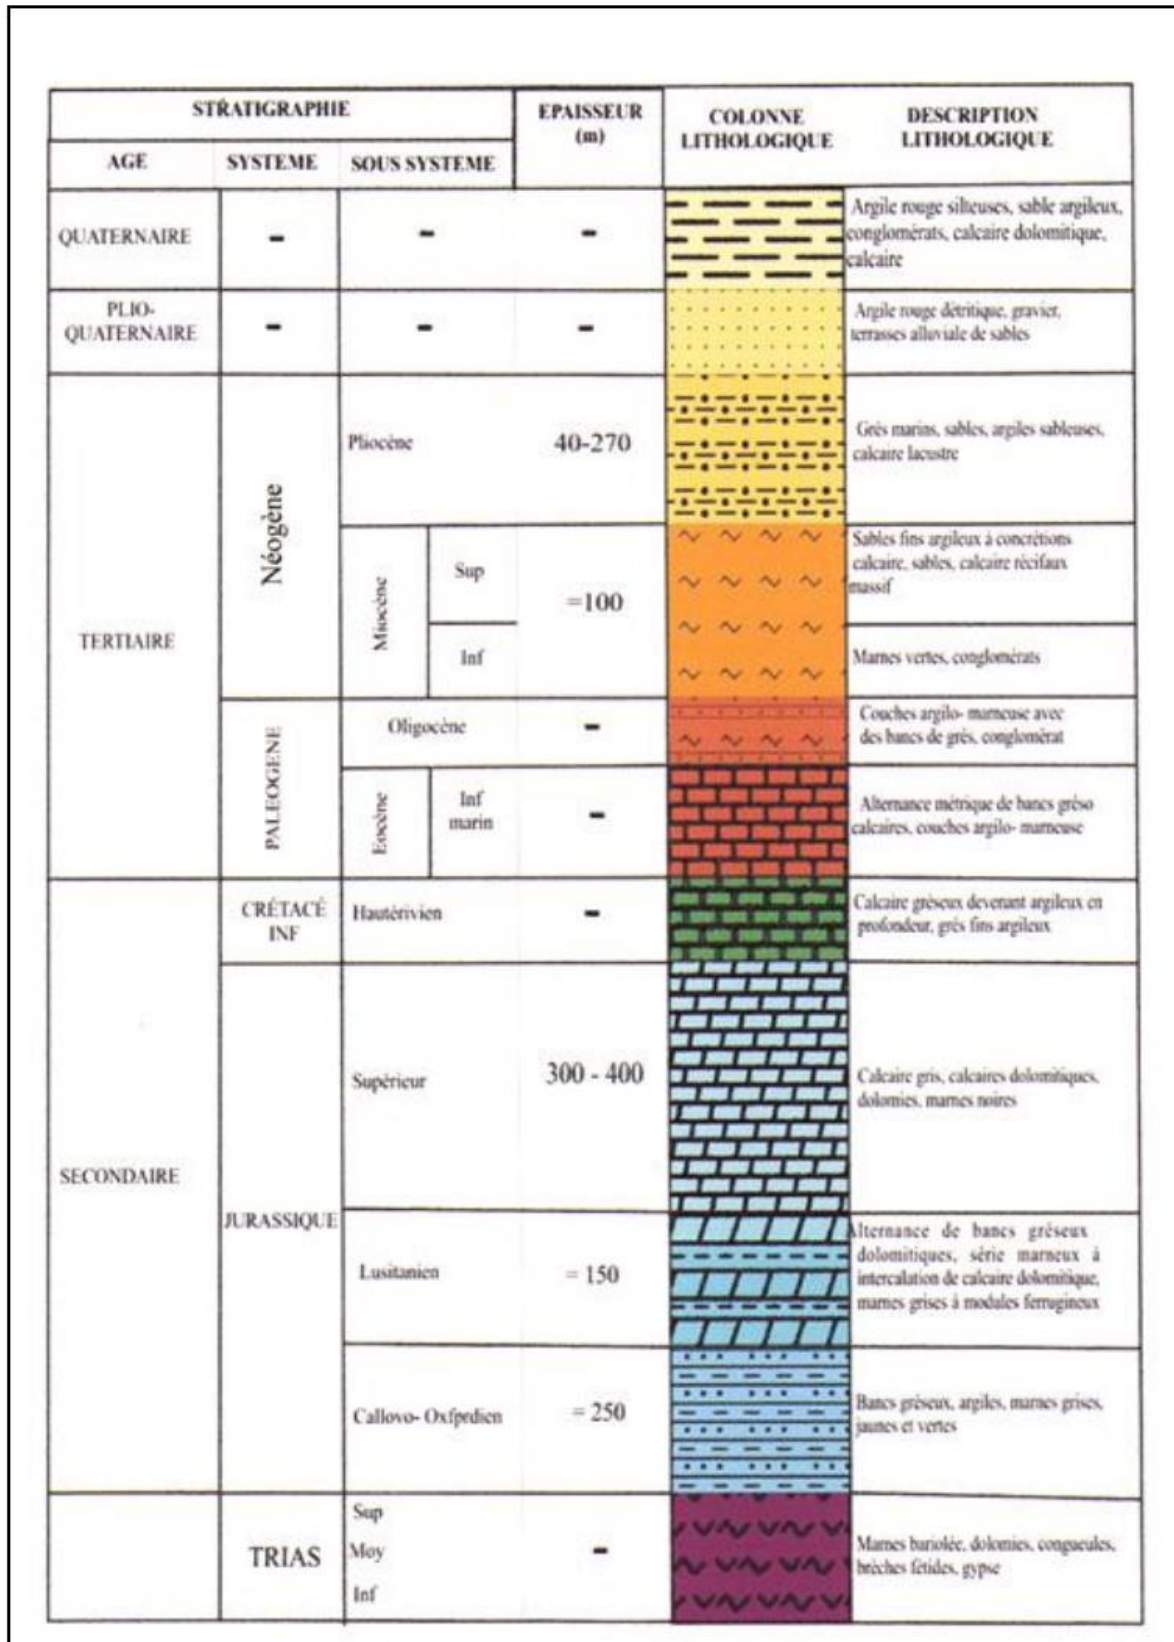 STRATIGRAPHIE
EPAISSEUR
(m)
COLONNE
LITHOLOGIQUE
DESCRIPTION
LITHOLOGIQUE
AGE
SYSTEME
SOUS SYSTEME
QUATERNAIRE
-
-
-
Argile rouge silteuses, sable argileux,
conglomérats, calcaire dolomitique,
calcaire
PLIO-
QUATERNAIRE
-
-
-
Argile rouge détritique, gravier,
terrasses alluviale de sables
TERTIAIRE
Néogène
Pliocène
40-270
Grés marins, sables, argiles sableuses,
calcaire lacustre
Miocène
Sup
=100
Sables fins argileux à concrétions
calcaire, sables, calcaire récifaux
massif
Inf
Marnes vertes, conglomérats
PALEOGENE
Oligocène
-
Couches argilo- marneuse avec
des bancs de grés, conglomérat
Eocène
Inf
marin
-
Alternance métrique de bancs gréso
calcaires, couches argilo- marneuse
SECONDAIRE
CRÉTACÉ
INF
Hautérivien
-
Calcaire gréseux devenant argileux en
profondeur, grés fins argileux
JURASSIQUE
Supérieur
300 - 400
Calcaire gris, calcaires dolomitiques,
dolomies, marnes noires
Lusitanien
= 150
Alternance de bancs gréseux
dolomitiques, série marneux à
intercalation de calcaire dolomitique,
marnes grises à modules ferrugineux
Callovo- Oxfprdien
= 250
Bancs gréseux, argiles, marnes grises,
jaunes et vertes
TRIAS
Sup
Moy
Inf
-
Marnes bariolée, dolomies, congueules,
brèches fétides, gypse